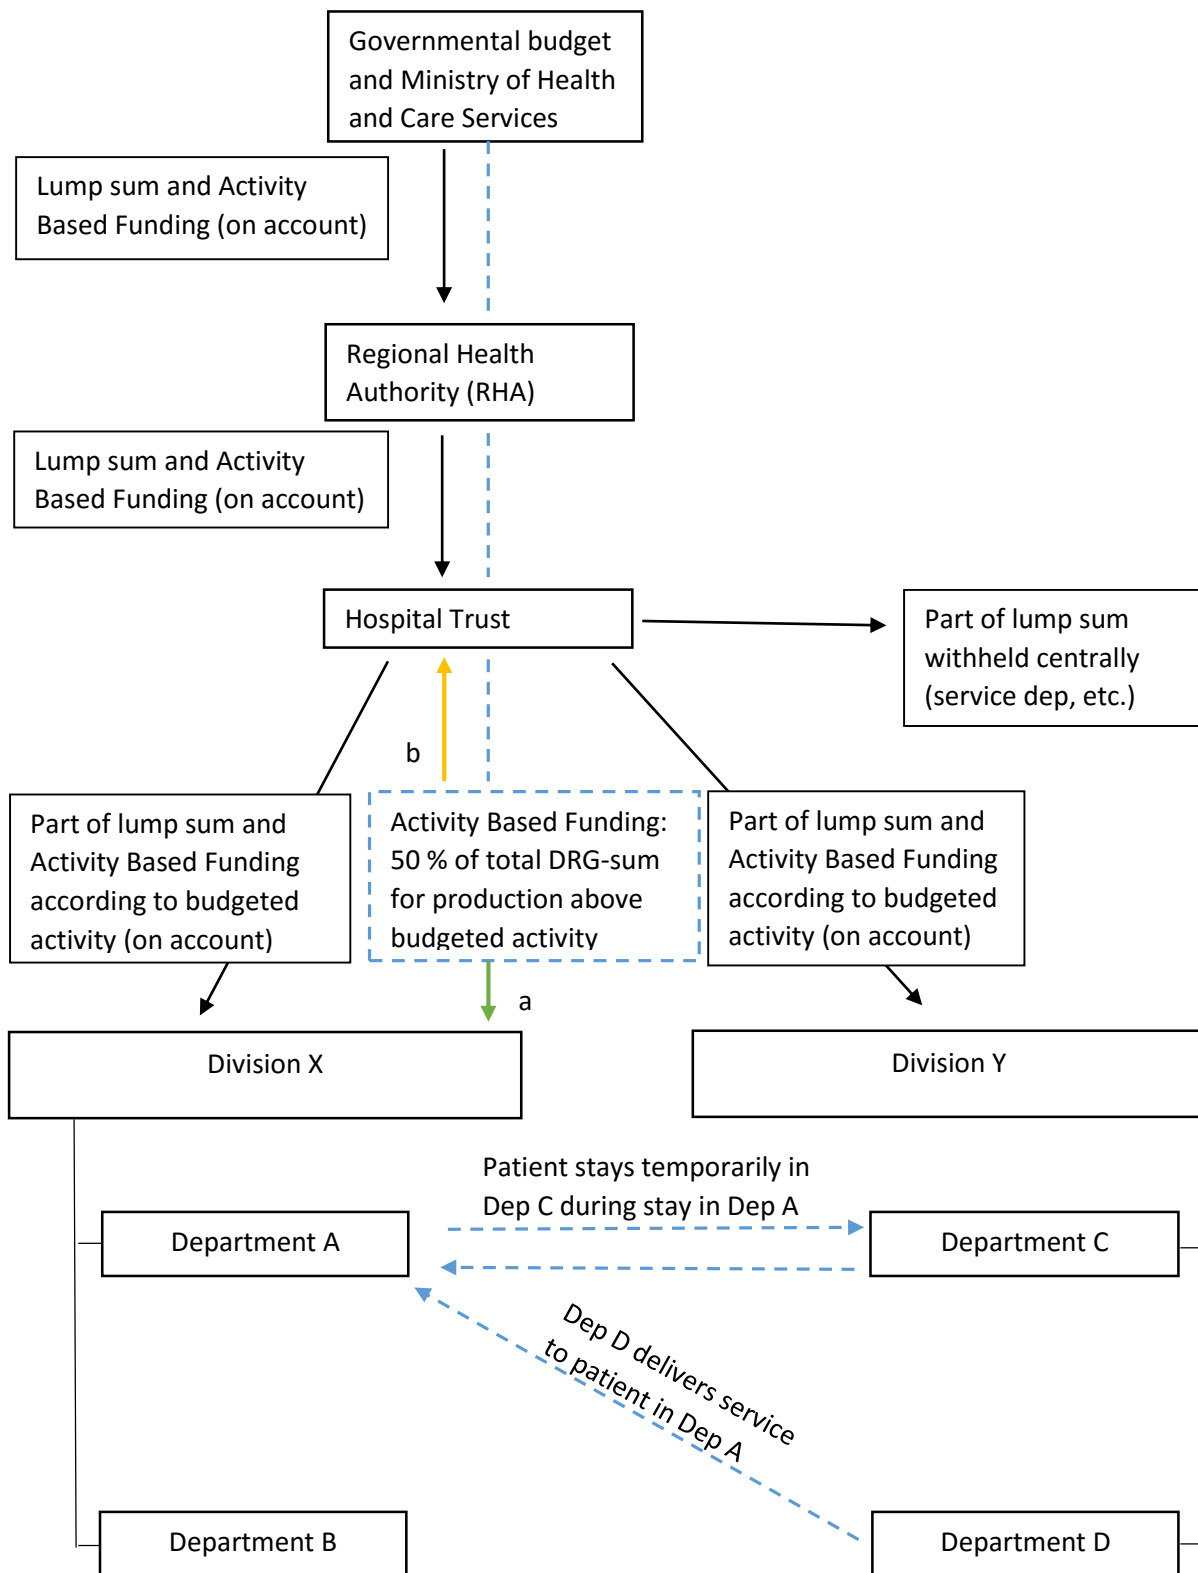 Governmental budget
and Ministry of Health
and Care Services
Lump sum and Activity
Based Funding (on account)
Regional Health
Authority (RHA)
Lump sum and Activity
Based Funding (on account)
Hospital Trust
Part of lump sum
withheld centrally
(service dep, etc.)
b
Part of lump sum and
Activity Based Funding
according to budgeted
activity (on account)
Activity Based Funding:
50 % of total DRG-sum
for production above
budgeted activity
Part of lump sum and
Activity Based Funding
according to budgeted
activity (on account)
a
Division X
Division Y
Patient stays temporarily in
Dep C during stay in Dep A
Department A
Department C
Dep D delivers service
to patient in Dep A
Department B
Department D